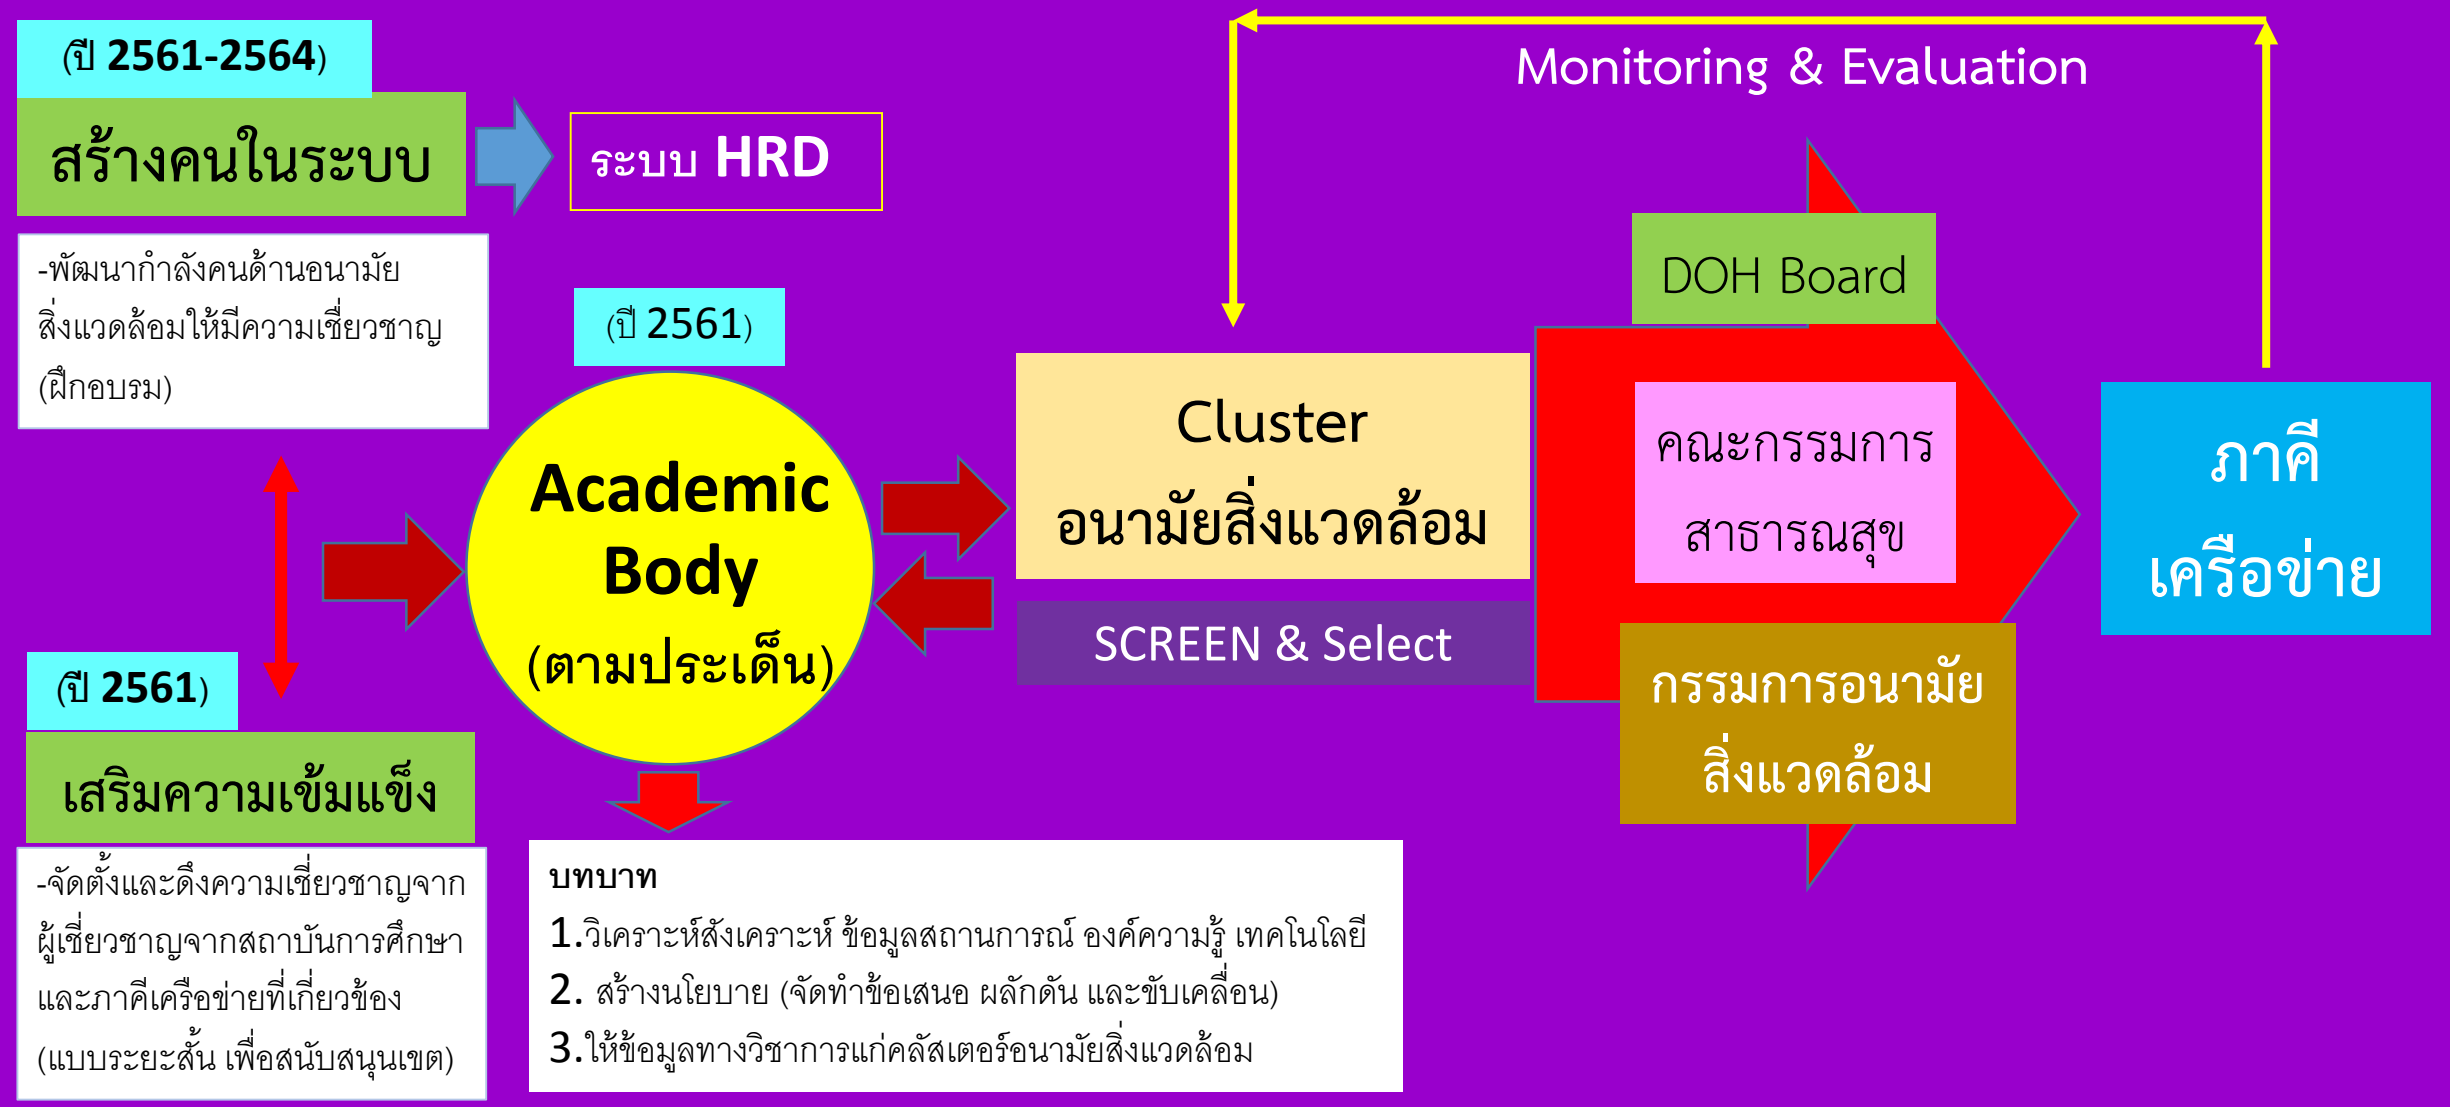 (ปี 2561-2564)
สร้างคนในระบบ
ระบบ HRD
-พัฒนากำลังคนด้านอนามัย
สิ่งแวดล้อมให้มีความเชี่ยวชาญ
(ฝึกอบรม)
(ปี 2561)
เสริมความเข้มแข็ง
-จัดตั้งและดึงความเชี่ยวชาญจาก
ผู้เชี่ยวชาญจากสถาบันการศึกษา
และภาคีเครือข่ายที่เกี่ยวข้อง
(แบบระยะสั้น เพื่อสนับสนุนเขต)
(ปี 2561)
Academic
Body
(ตามประเด็น)
บทบาท
1.วิเคราะห์สังเคราะห์ ข้อมูลสถานการณ์ องค์ความรู้ เทคโนโลยี
2. สร้างนโยบาย (จัดทำข้อเสนอ ผลักดัน และขับเคลื่อน)
3.ให้ข้อมูลทางวิชาการแก่คลัสเตอร์อนามัยสิ่งแวดล้อม
Cluster
อนามัยสิ่งแวดล้อม
SCREEN & Select
Monitoring & Evaluation
DOH Board
คณะกรรมการ
สาธารณสุข
กรรมการอนามัย
สิ่งแวดล้อม
ภาคี
เครือข่าย